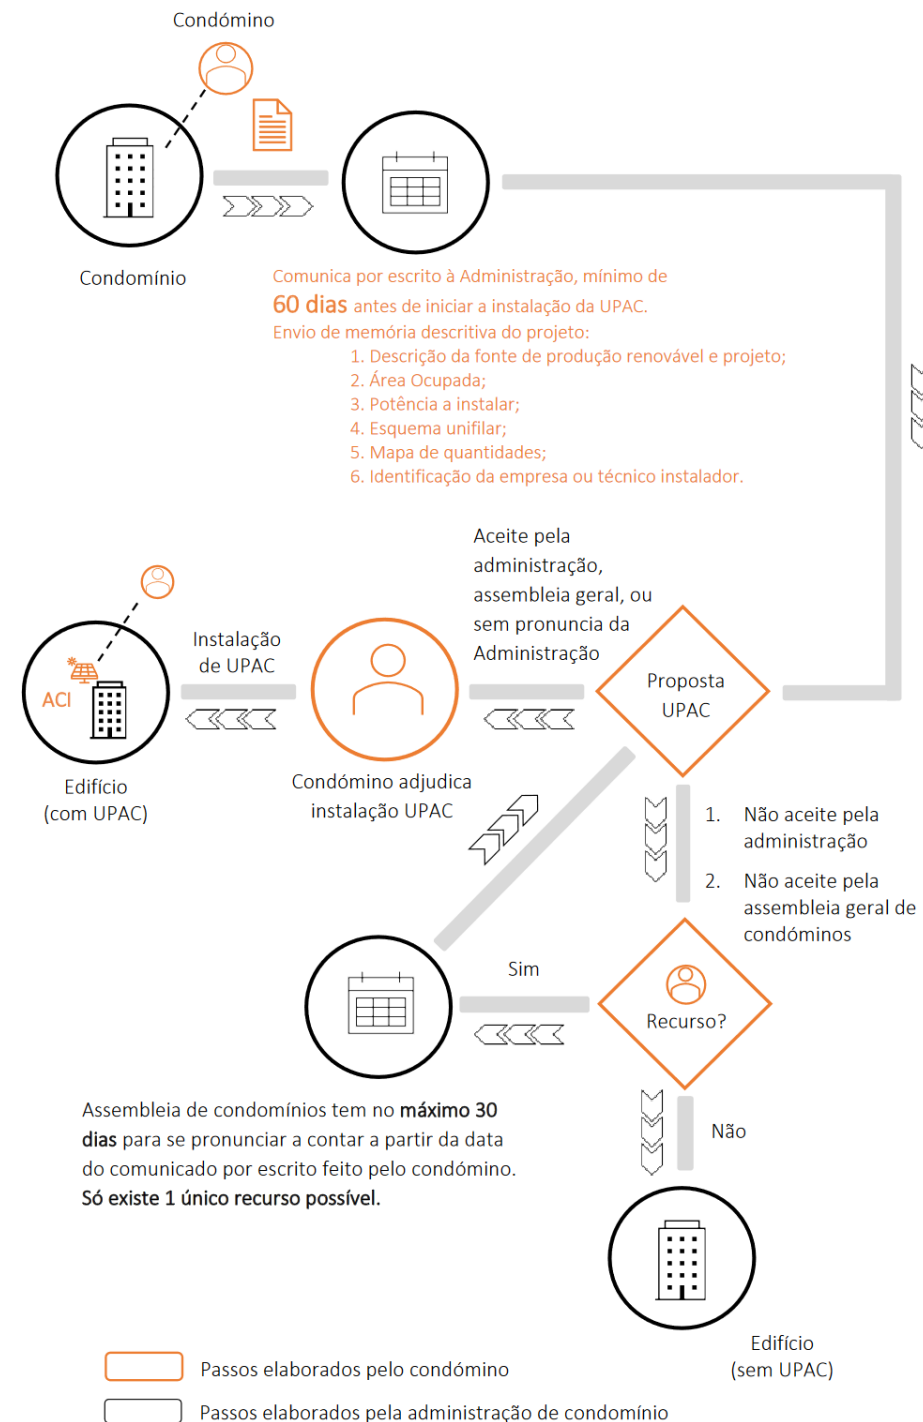 Condómino
Condomínio
Comunica por escrito à Administração, mínimo de
60 dias antes de iniciar a instalação da UPAC.
Envio de memória descritiva do projeto:
1. Descrição da fonte de produção renovável e projeto;
2. Área Ocupada;
3. Potência a instalar;
4. Esquema unifilar;
5. Mapa de quantidades;
6. Identificação da empresa ou técnico instalador.
Aceite pela
administração,
assembleia geral, ou
sem pronuncia da
Administração
Instalação
de UPAC
Proposta
UPAC
ACI
Edifício
(com UPAC)
Condómino adjudica
instalação UPAC
1. Não aceite pela
administração
2. Não aceite pela
assembleia geral de
condóminos
Sim
Recurso?
Assembleia de condomínios tem no máximo 30
dias para se pronunciar a contar a partir da data
do comunicado por escrito feito pelo condómino.
Só existe 1 único recurso possível.
Não
Edifício
(sem UPAC)
Passos elaborados pelo condómino
Passos elaborados pela administração de condomínio